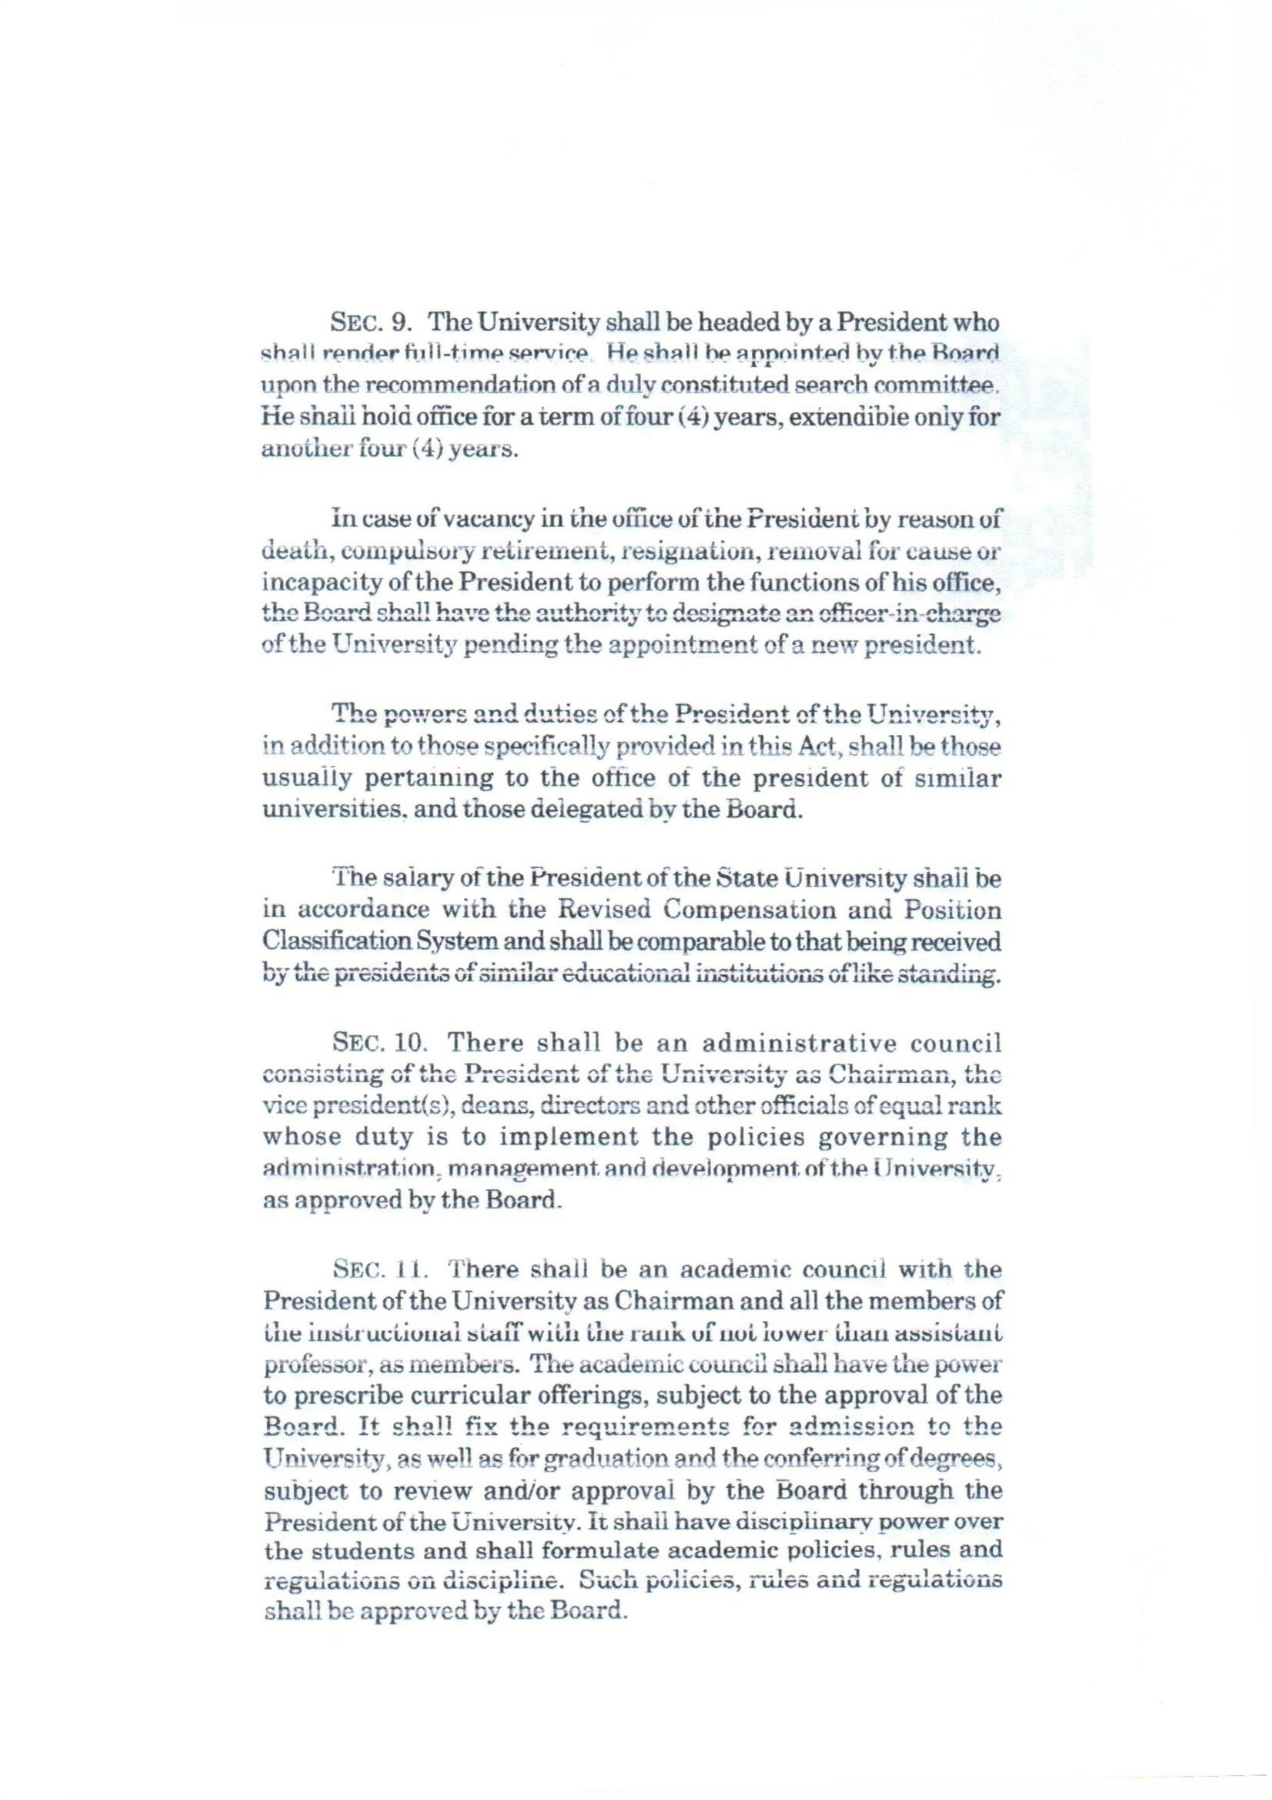 SEC. 9. The University shall be headed by a President who
shall render full-time service. He shall be appointed by the Board
upon the recommendation of a duly constituted search committee.
He shall hold office for a term of four (4) years, extendible only for
another four (4) years.
In case of vacancy in the office of the President by reason of
death, compulsory retirement, resignation, removal for cause or
incapacity of the President to perform the functions of his office,
the Board shall have the authority to designate an officer-in-charge
of the University pending the appointment of a new president.
The powers and duties of the President of the University,
in addition to those specifically provided in this Act, shall be those
usually pertaining to the office of the president of similar
universities, and those delegated by the Board.
The salary of the President of the State University shall be
in accordance with the Revised Compensation and Position
Classification System and shall be comparable to that being received
by the presidents of similar educational institutions of like standing.
SEC. 10. There shall be an administrative council
consisting of the President of the University as Chairman, the
vice president(s), deans, directors and other officials of equal rank
whose duty is to implement the policies governing the
administration, management and development of the University,
as approved by the Board.
SEC. 11. There shall be an academic council with the
President of the University as Chairman and all the members of
the instructional staff with the rank of not lower than assistant
professor, as members. The academic council shall have the power
to prescribe curricular offerings, subject to the approval of the
Board. It shall fix the requirements for admission to the
University, as well as for graduation and the conferring of degrees,
subject to review and/or approval by the Board through the
President of the University. It shall have disciplinary power over
the students and shall formulate academic policies, rules and
regulations on discipline. Such policies, rules and regulations
shall be approved by the Board.